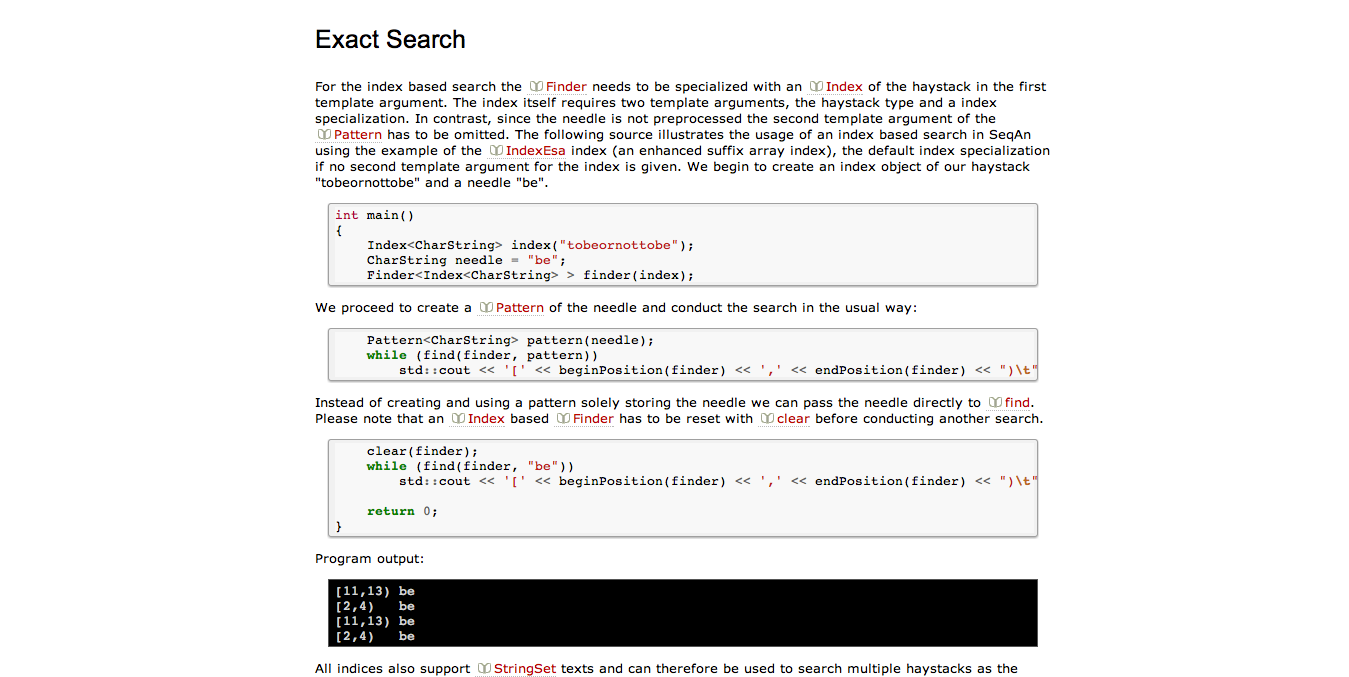 Exact Search
For the index based search the Finder needs to be specialized with an Index of the haystack in the first
template argument. The index itself requires two template arguments, the haystack type and a index
specialization. In contrast, since the needle is not preprocessed the second template argument of the
Pattern has to be omitted. The following source illustrates the usage of an index based search in SeqAn
using the example of the IndexEsa index (an enhanced suffix array index), the default index specialization
if no second template argument for the index is given. We begin to create an index object of our haystack
"tobeornottobe" and a needle "be".
int main()
{
    Index<CharString> index("tobeornottobe");
    CharString needle = "be";
    Finder<Index<CharString> > finder(index);
We proceed to create a Pattern of the needle and conduct the search in the usual way:
    Pattern<CharString> pattern(needle);
    while (find(finder, pattern))
        std::cout << '[' << beginPosition(finder) << ',' << endPosition(finder) << ")\t"
Instead of creating and using a pattern solely storing the needle we can pass the needle directly to find.
Please note that an Index based Finder has to be reset with clear before conducting another search.
    clear(finder);
    while (find(finder, "be"))
        std::cout << '[' << beginPosition(finder) << ',' << endPosition(finder) << ")\t"
    return 0;
}
Program output:
[11,13) be
[2,4)   be
[11,13) be
[2,4)   be
All indices also support StringSet texts and can therefore be used to search multiple haystacks as the